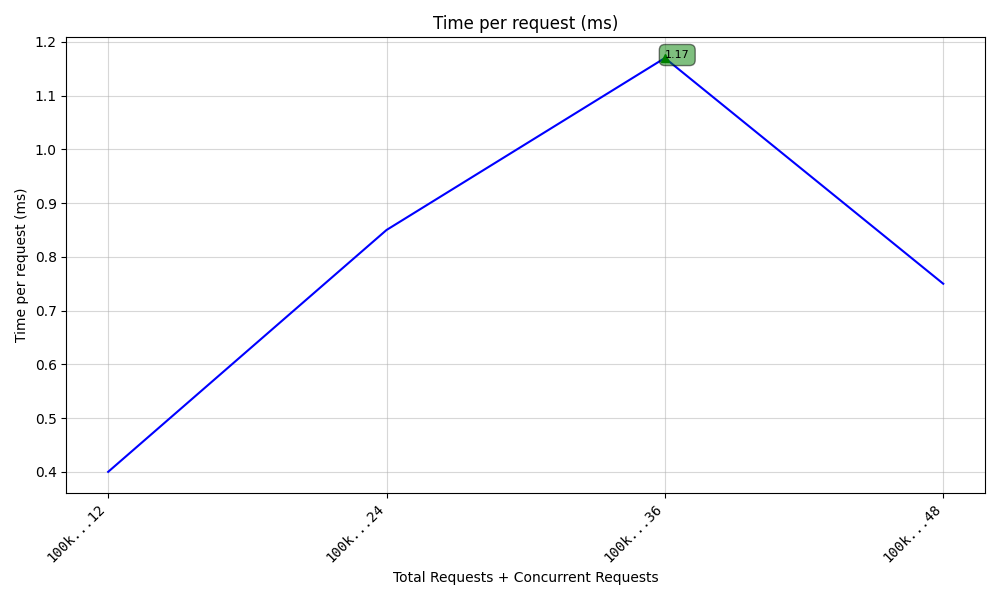 Time per request (ms)
1.17
1.2
1.1
1.0
0.9
0.8
0.7
0.6
0.5
0.4
Time per request (ms)
100k...12
100k...24
100k...36
100k...48
Total Requests + Concurrent Requests